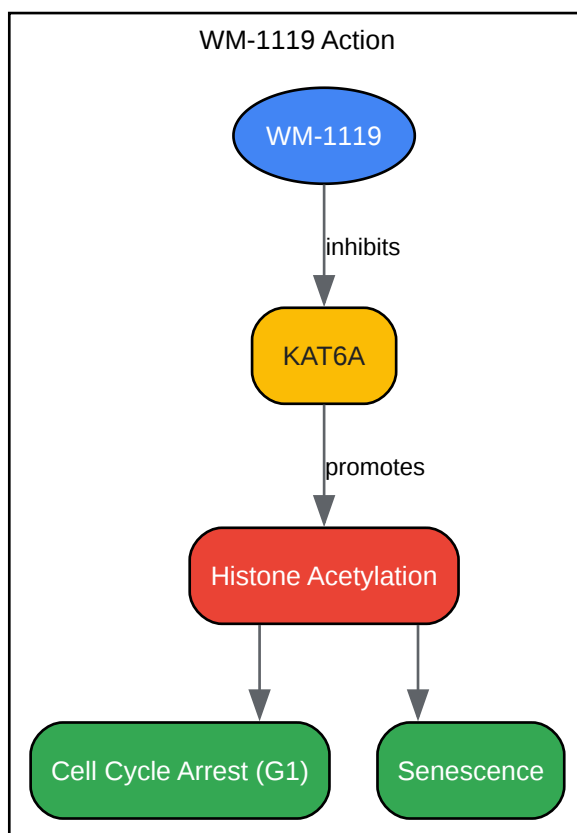 WM-1119 Action
WM-1119
inhibits
KAT6A
promotes
Histone Acetylation
Cell Cycle Arrest (G1)
Senescence